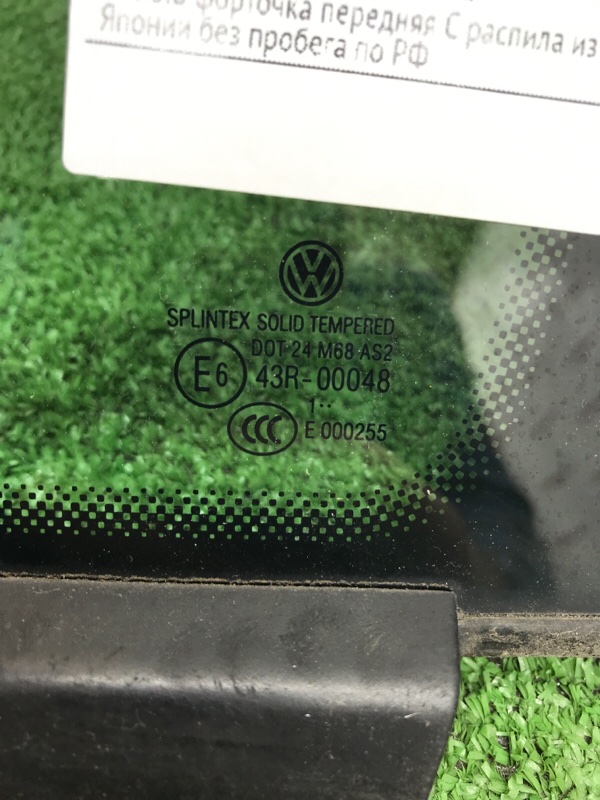 форточка передняя С распила из
Японии без пробега по РФ
VW
SPLINTEX SOLID TEMPERED
DOT 24 M68 AS2
E6 43R-00048
1··
CCC E 000255